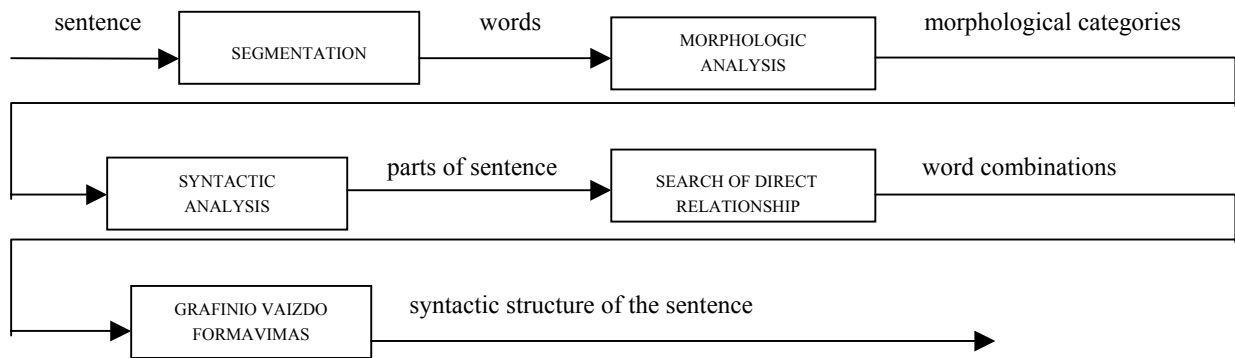 sentence
SEGMENTATION
words
MORPHOLOGIC
ANALYSIS
morphological categories
SYNTACTIC
ANALYSIS
parts of sentence
SEARCH OF DIRECT
RELATIONSHIP
word combinations
GRAFINIO VAIZDO
FORMAVIMAS
syntactic structure of the sentence